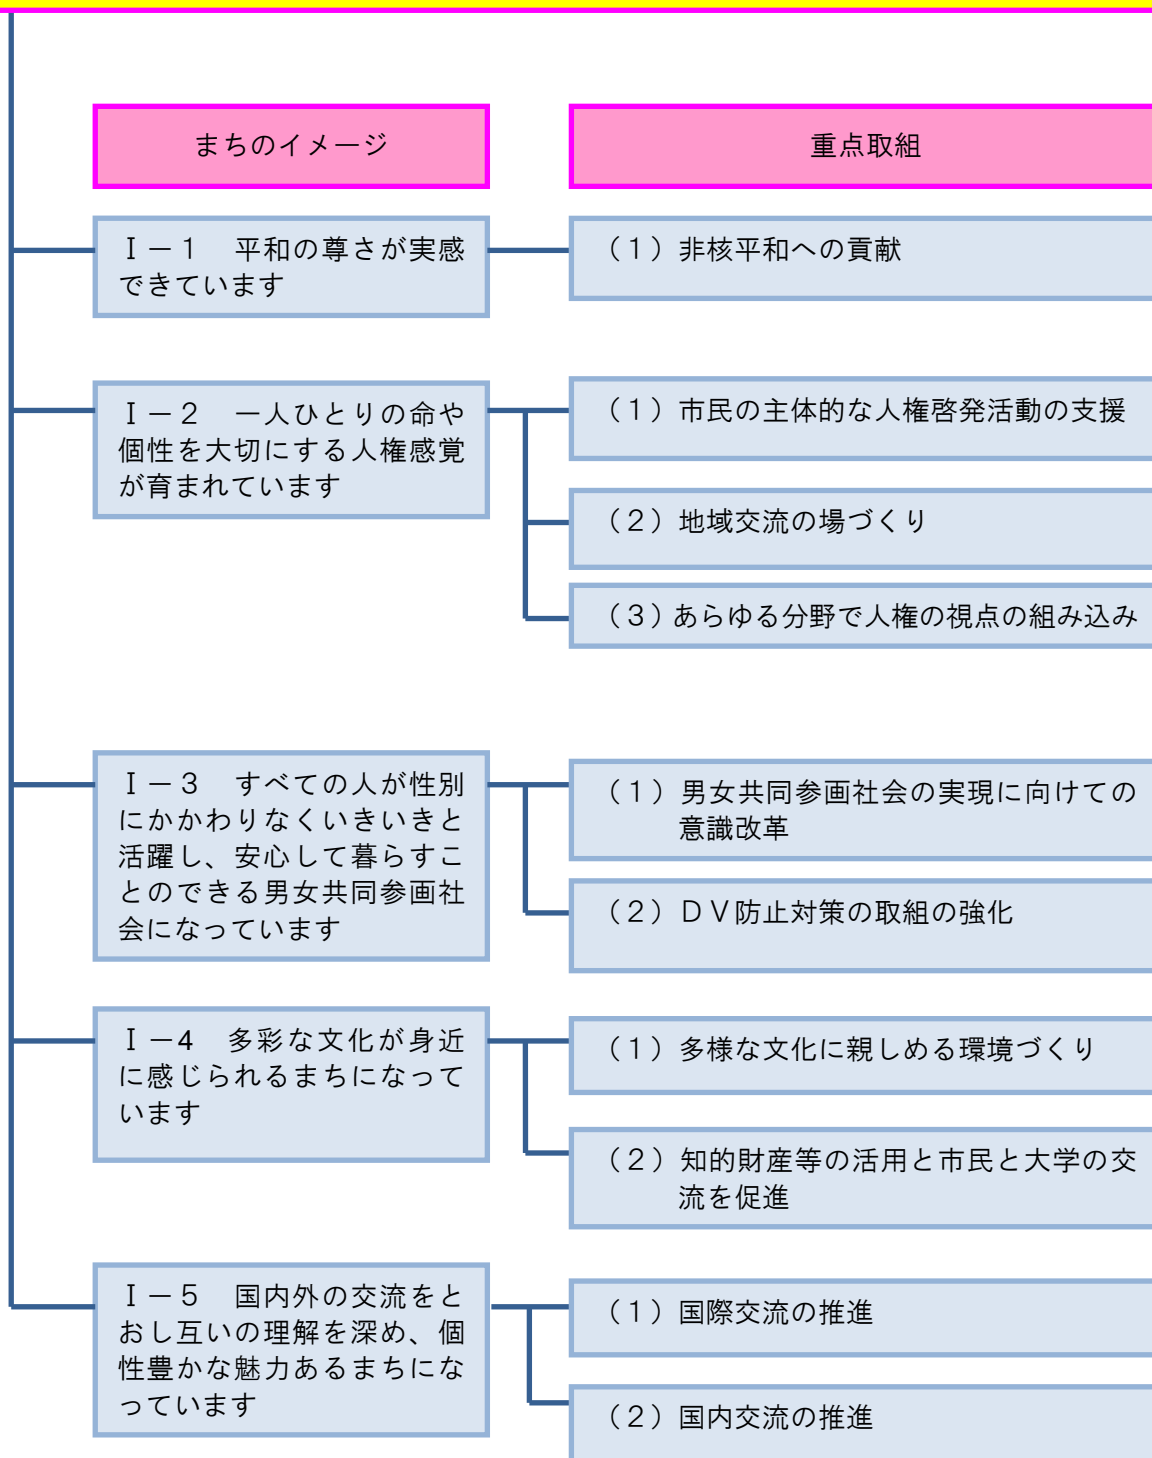 まちのイメージ
重点取組
Ⅰ－１　平和の尊さが実感
できています
（１）非核平和への貢献
Ⅰ－２　一人ひとりの命や
個性を大切にする人権感覚
が育まれています
（１）市民の主体的な人権啓発活動の支援
（２）地域交流の場づくり
（３）あらゆる分野で人権の視点の組み込み
Ⅰ－３　すべての人が性別
にかかわりなくいきいきと
活躍し、安心して暮らすこ
とのできる男女共同参画社
会になっています
（１）男女共同参画社会の実現に向けての
意識改革
（２）ＤＶ防止対策の取組の強化
Ⅰ－4　多彩な文化が身近
に感じられるまちになって
います
（１）多様な文化に親しめる環境づくり
（２）知的財産等の活用と市民と大学の交
流を促進
Ⅰ－５　国内外の交流をと
おし互いの理解を深め、個
性豊かな魅力あるまちにな
っています
（１）国際交流の推進
（２）国内交流の推進